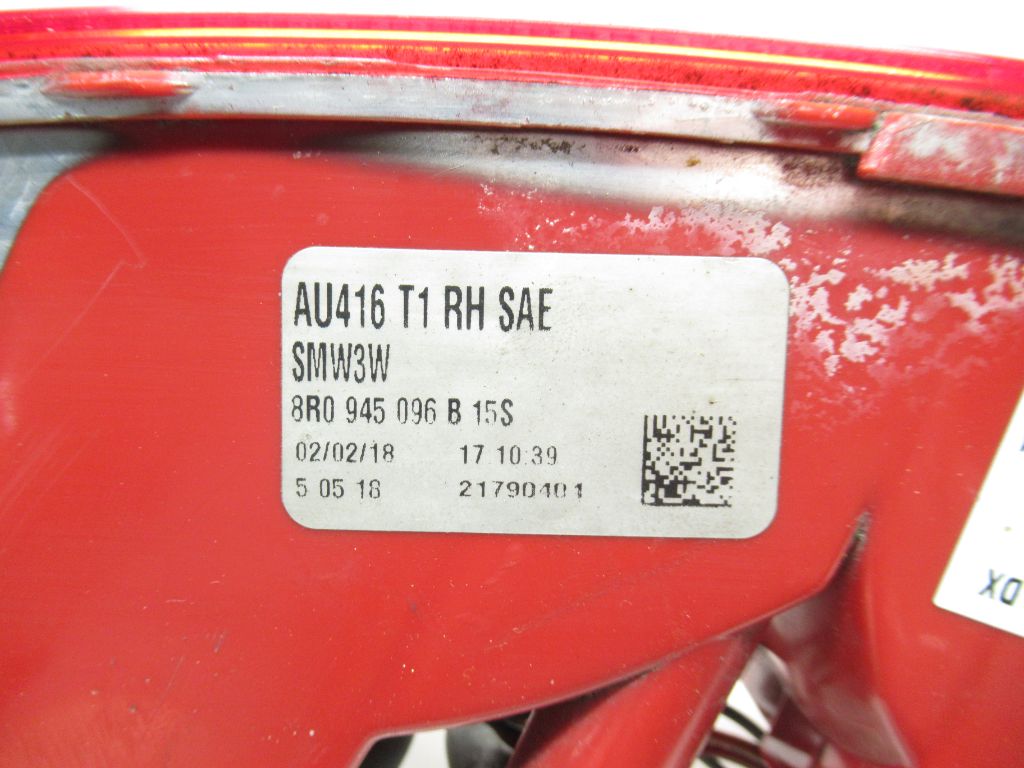 AU416 T1 RH SAE
SMW3W
8R0 945 096 B 15S
02/02/18 17 10:39
5 05 18 21790401
DX